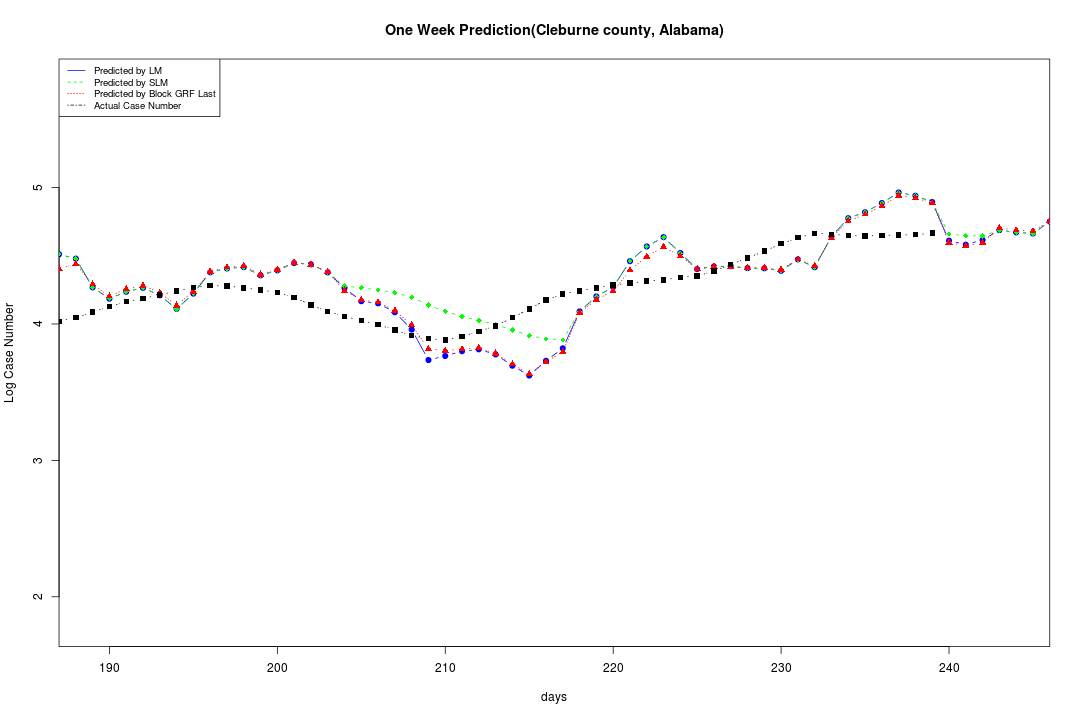 One Week Prediction(Cleburne county, Alabama)
Predicted by LM
Predicted by SLM
Predicted by Block GRF Last
Actual Case Number
5
4
3
2
Log Case Number
190
200
210
220
230
240
days